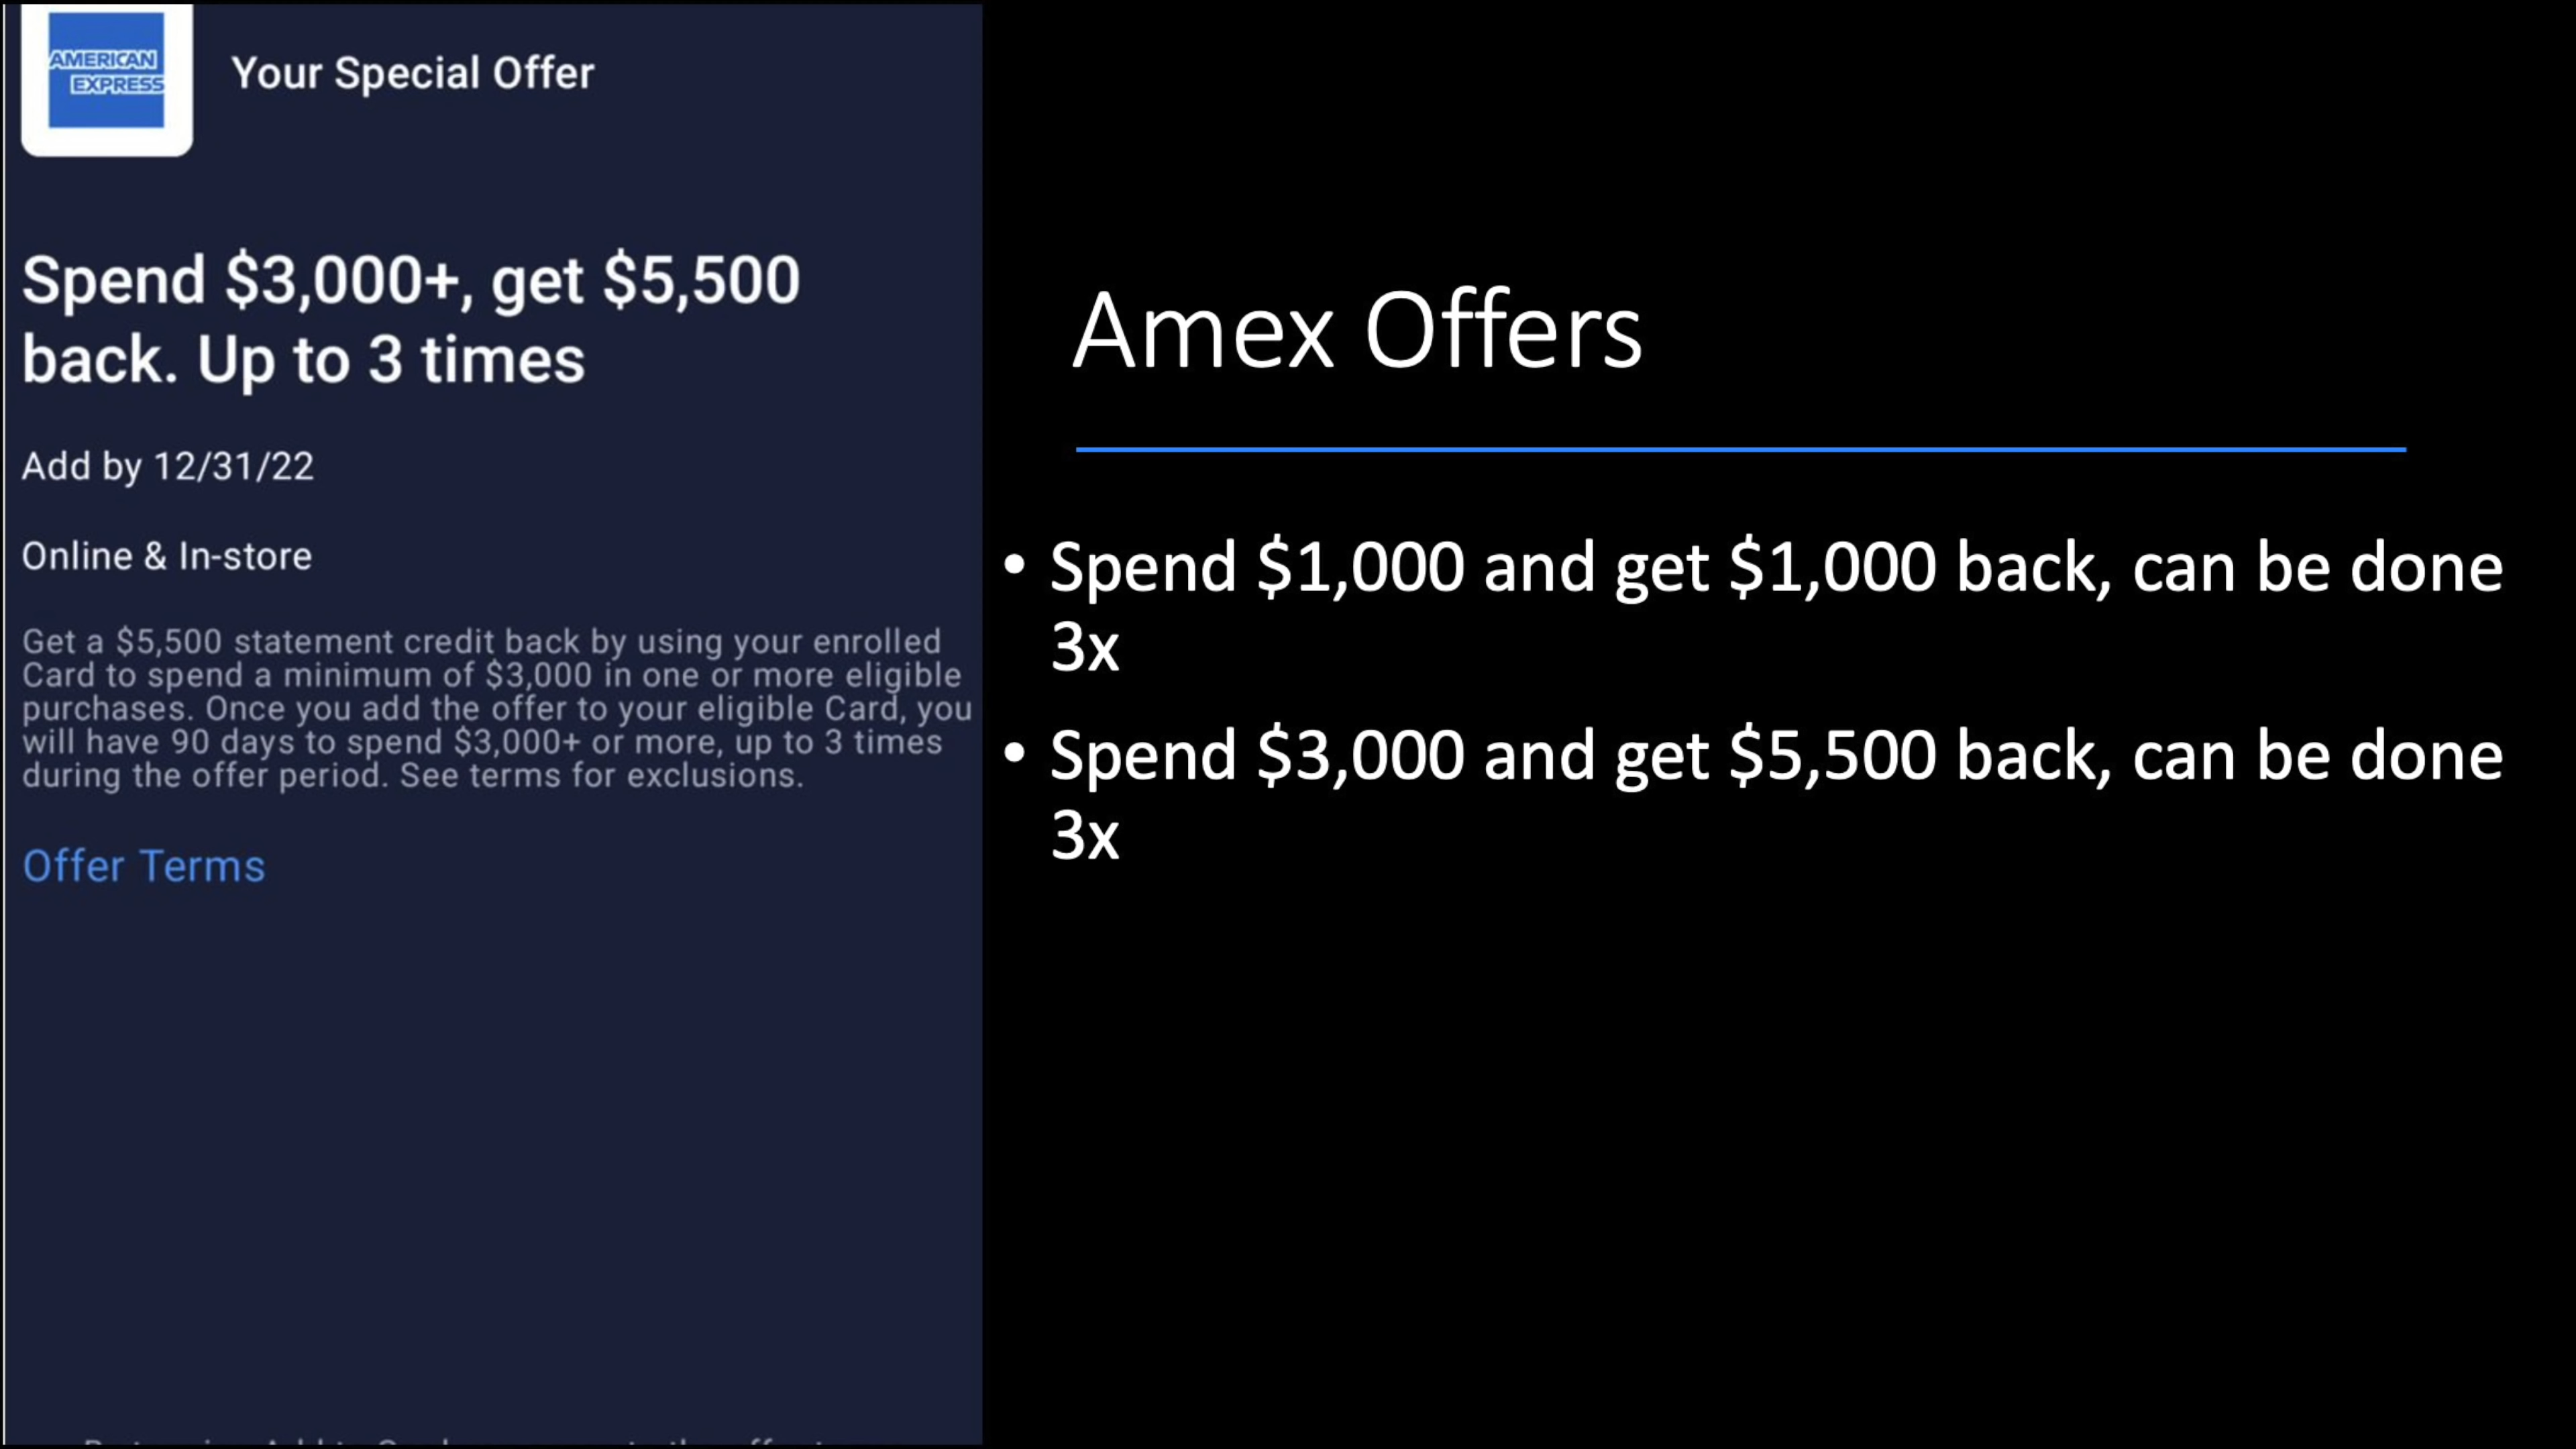 AMERICAN
EXPRESS
Your Special Offer
Spend $3,000+, get $5,500
back. Up to 3 times
Add by 12/31/22
Online & In-store
Get a $5,500 statement credit back by using your enrolled
Card to spend a minimum of $3,000 in one or more eligible
purchases. Once you add the offer to your eligible Card, you
will have 90 days to spend $3,000+ or more, up to 3 times
during the offer period. See terms for exclusions.
Offer Terms
Amex Offers
• Spend $1,000 and get $1,000 back, can be done
3x
• Spend $3,000 and get $5,500 back, can be done
3x